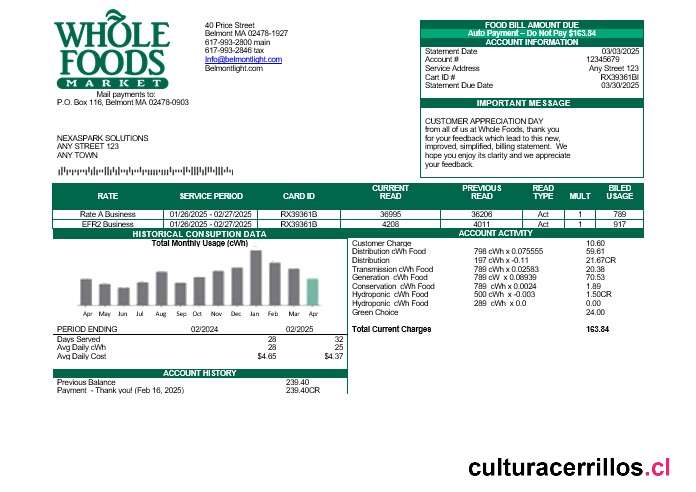 WHOLE
FOODS
MARKET
Mail payments to:
P.O. Box 116, Belmont MA 02478-0903
40 Price Street
Belmont MA 02478-1927
617-993-2800 main
617-993-2846 tax
Info@belmontlight.com
Belmontlight.com
FOOD BILL AMOUNT DUE
Auto Payment – Do Not Pay $163.84
ACCOUNT INFORMATION
Statement Date 03/03/2025
Account # 12345679
Service Address Any Street 123
Cart ID # RX39361BI
Statement Due Date 03/30/2025
IMPORTANT MESSAGE
CUSTOMER APPRECIATION DAY
from all of us at Whole Foods, thank you
for your feedback which lead to this new,
improved, simplified, billing statement. We
hope you enjoy its clarity and we appreciate
your feedback.
NEXASPARK SOLUTIONS
ANY STREET 123
ANY TOWN
RATE SERVICE PERIOD CARD ID CURRENT READ PREVIOUS READ READ TYPE MULT BILED USAGE
Rate A Business 01/26/2025 - 02/27/2025 RX39361B 36995 36206 Act 1 789
EFR2 Business 01/26/2025 - 02/27/2025 RX39361B 4208 4011 Act 1 917
HISTORICAL CONSUPTION DATA
Total Monthly Usage (cWh)
Apr May Jun Jul Aug Sep Oct Nov Dec Jan Feb Mar Apr
PERIOD ENDING 02/2024 02/2025
Days Served 28 32
Avg Daily cWh 28 25
Avg Daily Cost $4.65 $4.37
ACCOUNT HISTORY
Previous Balance 239.40
Payment - Thank you! (Feb 16, 2025) 239.40CR
ACCOUNT ACTIVITY
Customer Charge 10.60
Distribution cWh Food 798 cWh x 0.075555 59.61
Distribution 197 cWh x -0.11 21.67CR
Transmission cWh Food 789 cWh x 0.02583 20.38
Generation cWh Food 789 cW x 0.08939 70.53
Conservation cWh Food 789 cWh x 0.0024 1.89
Hydroponic cWh Food 500 cWh x -0.003 1.50CR
Hydroponic cWh Food 289 cWh x 0.0 0.00
Green Choice 24.00
Total Current Charges 163.84
culturacerrillos.cl